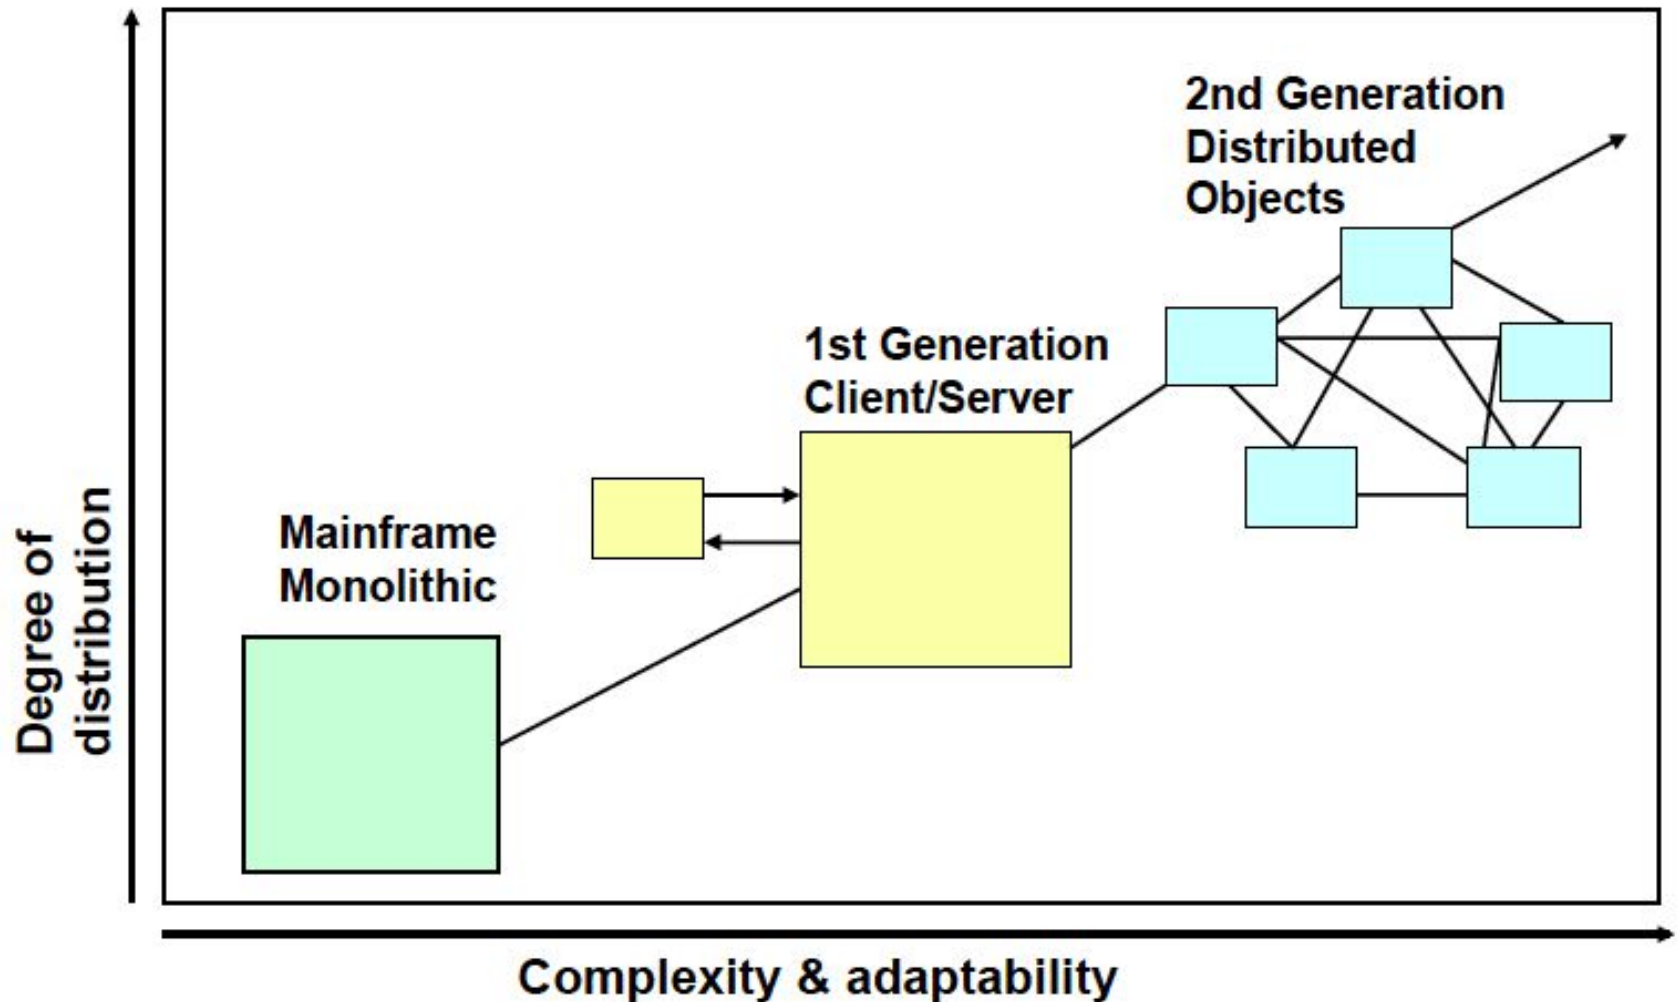 2nd Generation
Distributed
Objects
1st Generation
Client/Server
Mainframe
Monolithic
Degree of
distribution
Complexity & adaptability